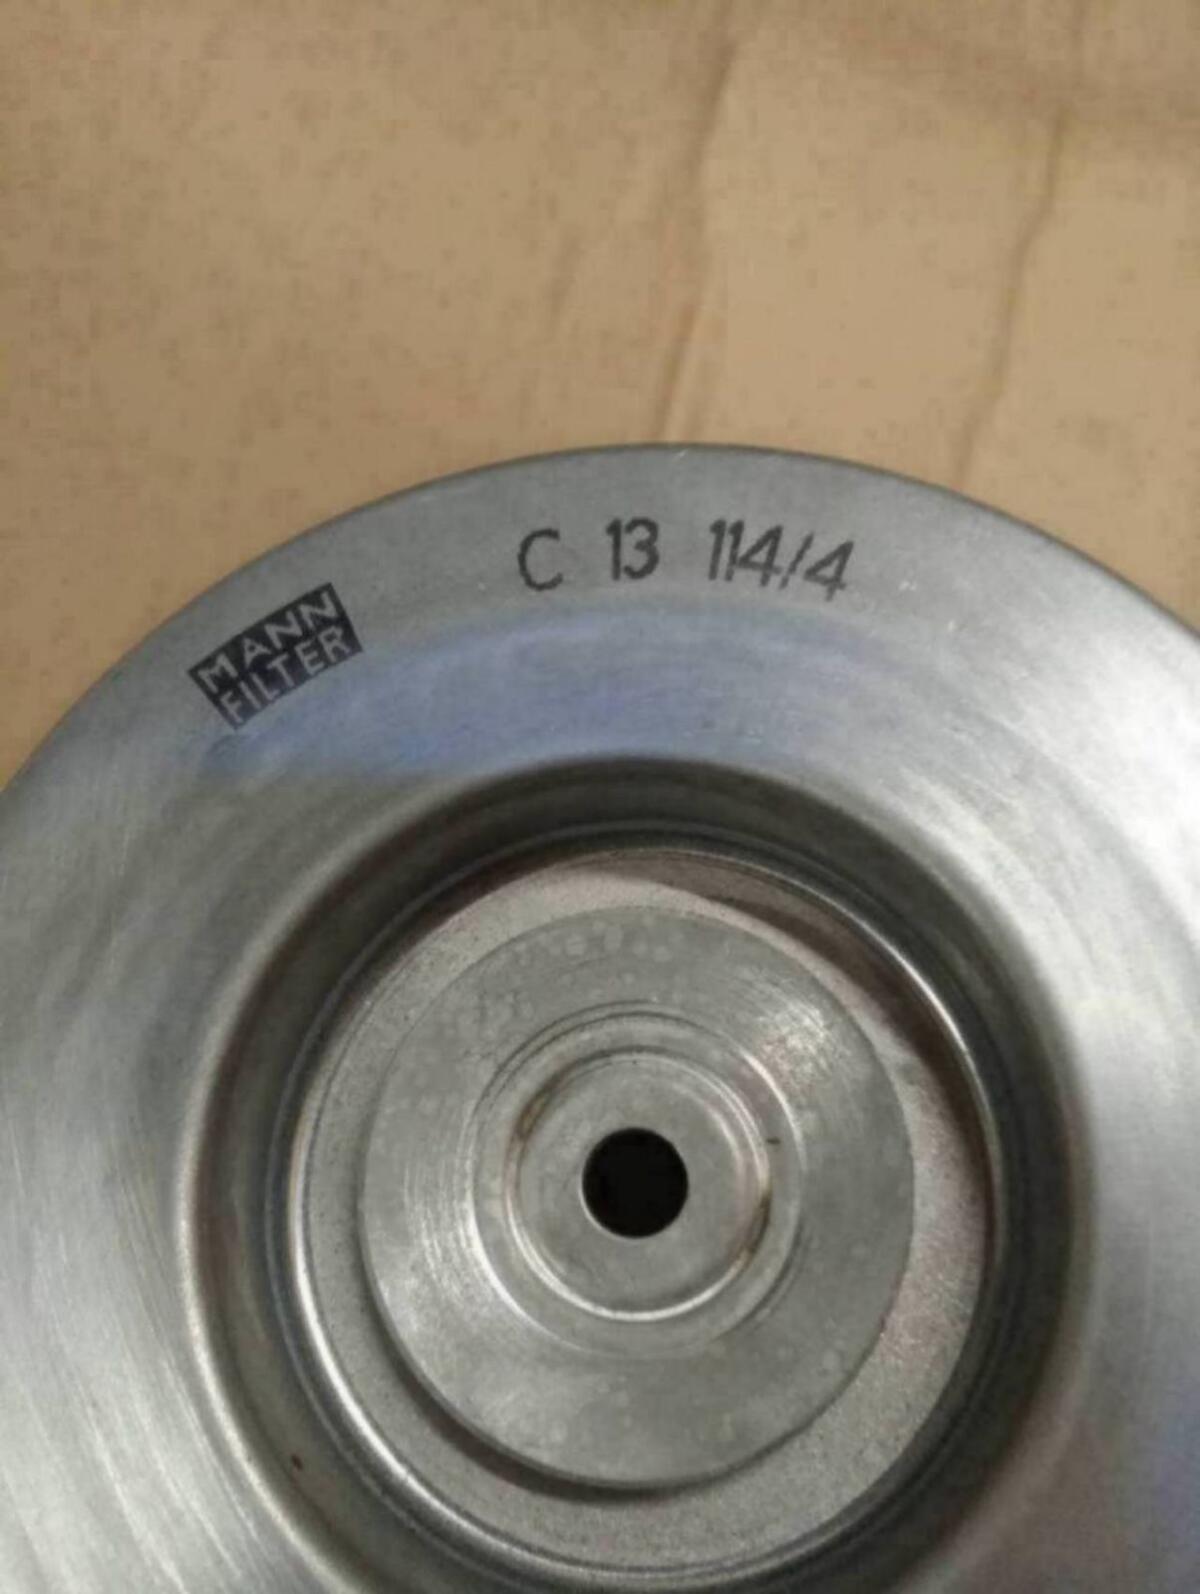 MANN
FILTER
C 13 114/4